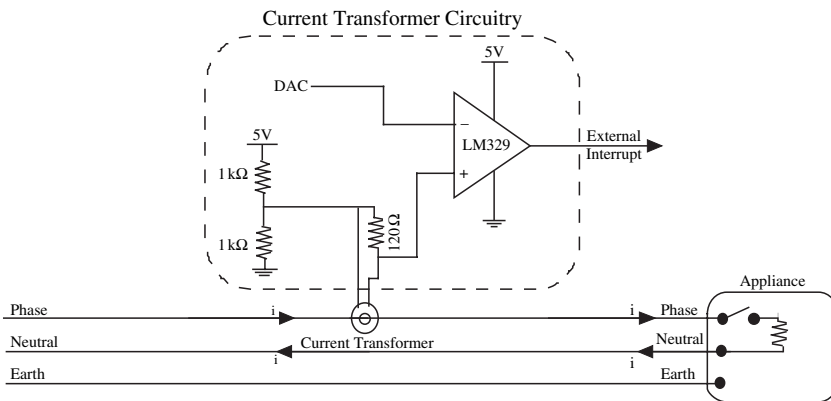 Current Transformer Circuitry
5V
DAC
−
LM329
External
Interrupt
5V
1 kΩ
+
120 Ω
1 kΩ
Appliance
Phase
i
i
Phase
Neutral
i
Current Transformer
i
Neutral
Earth
Earth